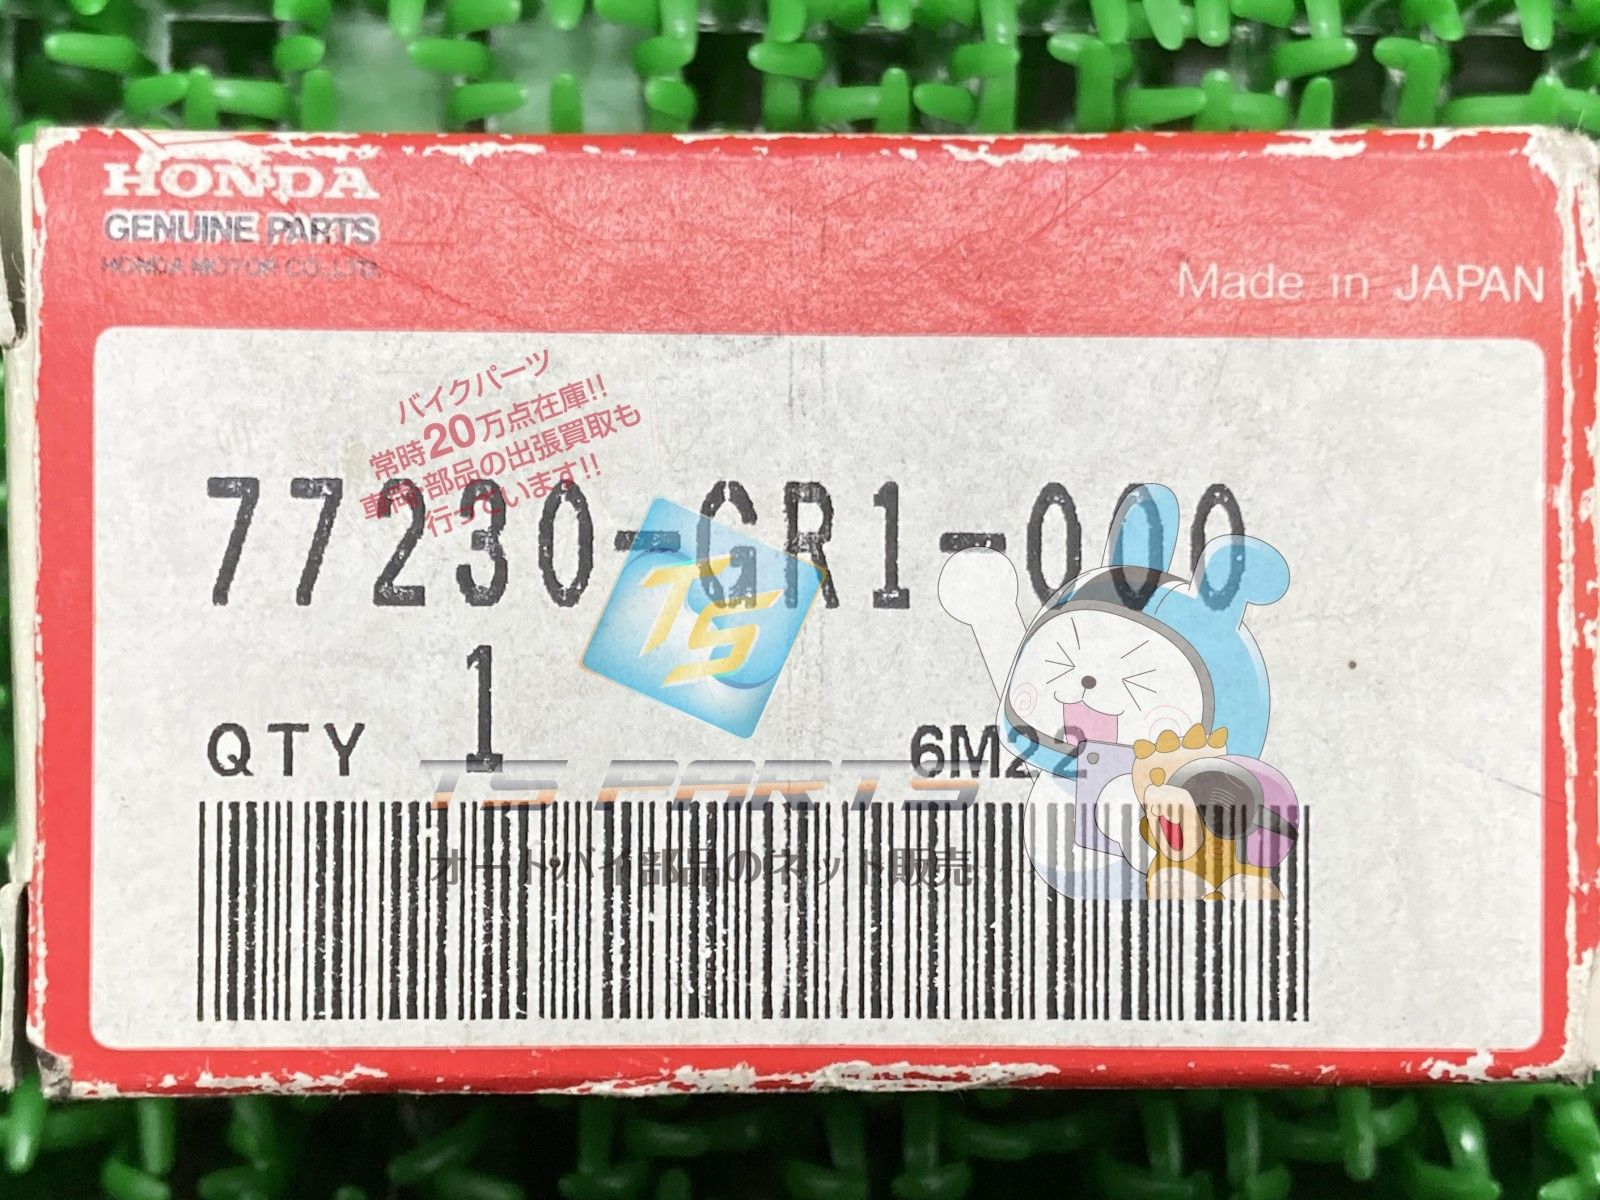 HONDA
GENUINE PARTS
HONDA MOTOR CO.,LTD.
Made in JAPAN
バイクパーツ
常時20万点在庫!!
車両・部品の出張買取も
行っています!!
77230-GR1-000
TS
QTY 1 6M22
TS PARTS
オートバイ部品のネット販売